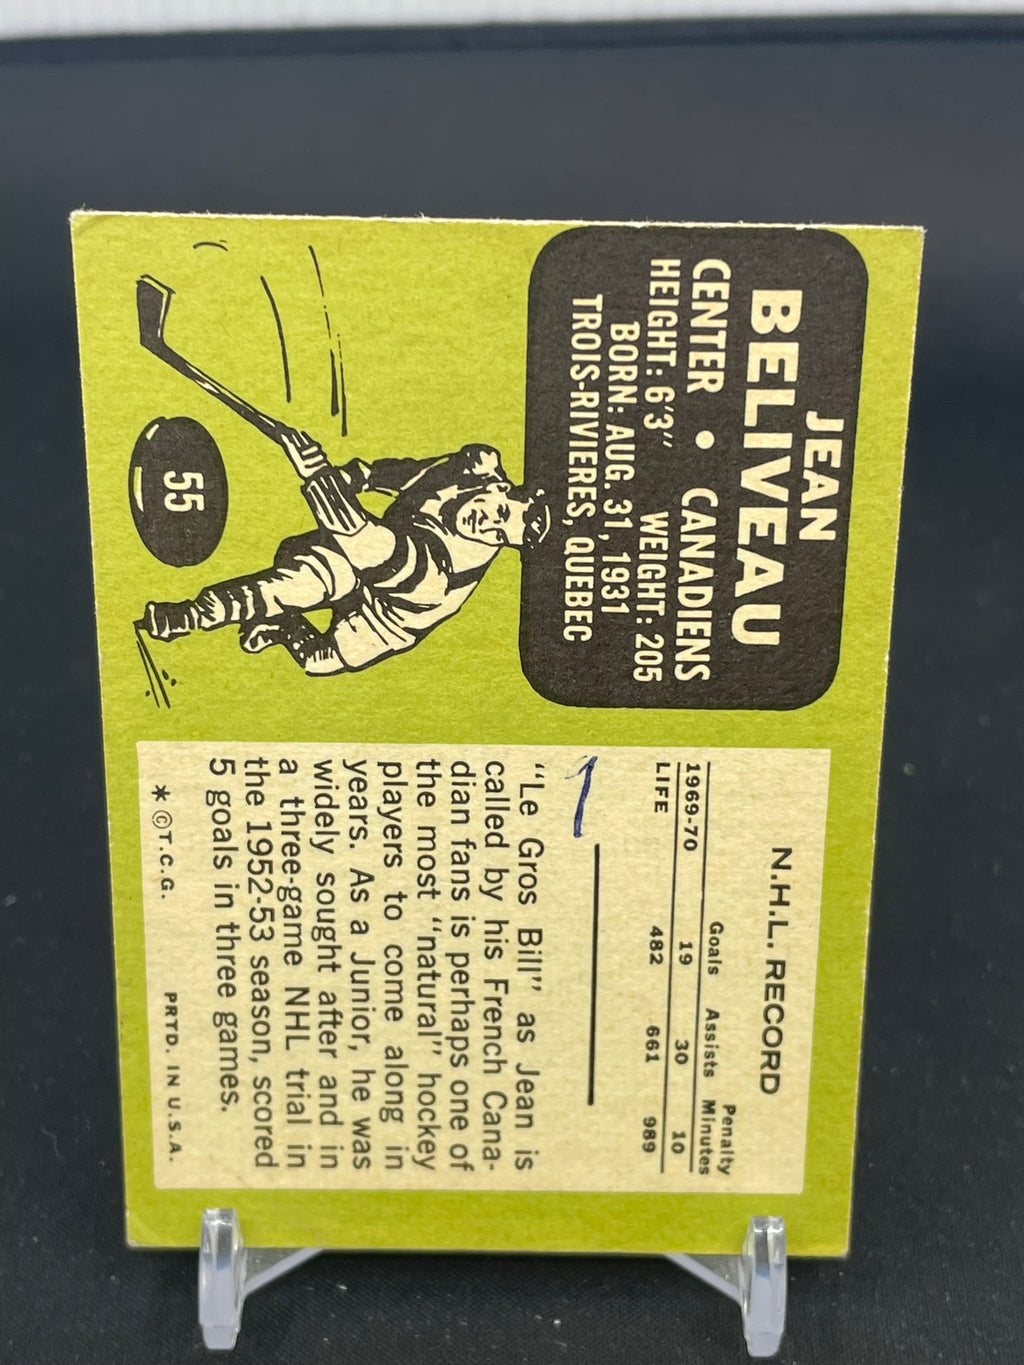 JEAN
BELIVEAU
CENTER • CANADIENS
HEIGHT: 6'3" WEIGHT: 205
BORN: AUG. 31, 1931
TROIS-RIVIERES, QUEBEC
55
N.H.L. RECORD
Goals Assists Penalty Minutes
1969-70 19 30 10
LIFE 482 661 989
1
"Le Gros Bill" as Jean is
called by his French Cana-
dian fans is perhaps one of
the most "natural" hockey
players to come along in
years. As a Junior, he was
widely sought after and in
a three-game NHL trial in
the 1952-53 season, scored
5 goals in three games.
* ©T.C.G. PRTD. IN U.S.A.